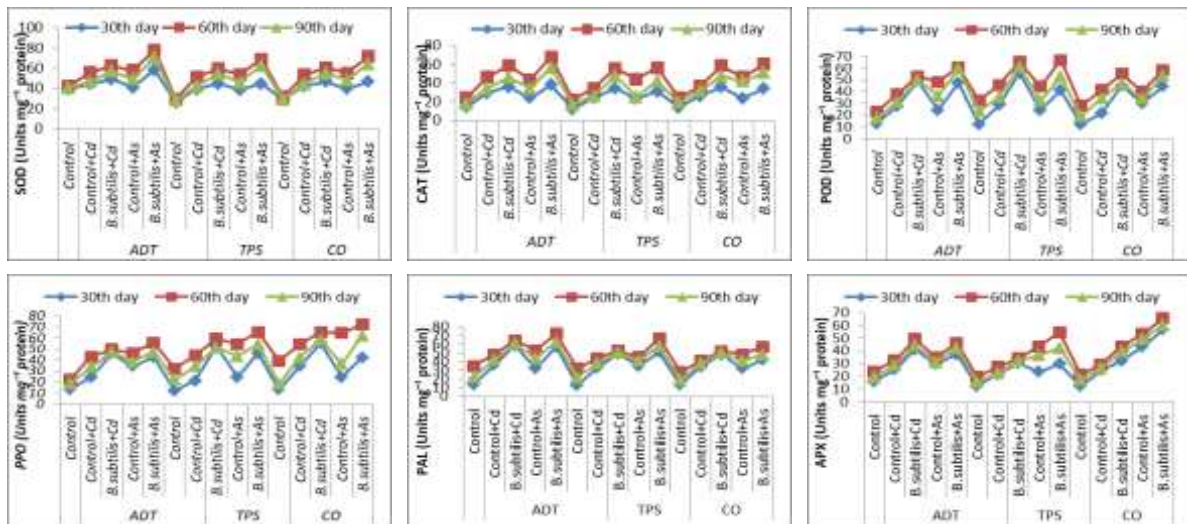 30th day 60th day 90th day
SOD (Units mg⁻¹ protein)
100
80
60
40
20
0
Control
Control+Cd
B.subtilis+Cd
Control+As
B.subtilis+As
Control
Control+Cd
B.subtilis+Cd
Control+As
B.subtilis+As
Control
Control+Cd
B.subtilis+Cd
Control+As
B.subtilis+As
ADT TPS CO
30th day 60th day 90th day
CAT (Units mg⁻¹ protein)
80
60
40
20
0
Control
Control+Cd
B.subtilis+Cd
Control+As
B.subtilis+As
Control
Control+Cd
B.subtilis+Cd
Control+As
B.subtilis+As
Control
Control+Cd
B.subtilis+Cd
Control+As
B.subtilis+As
ADT TPS CO
30th day 60th day 90th day
POD (Units mg⁻¹ protein)
70
60
50
40
30
20
10
0
Control
Control+Cd
B.subtilis+Cd
Control+As
B.subtilis+As
Control
Control+Cd
B.subtilis+Cd
Control+As
B.subtilis+As
Control
Control+Cd
B.subtilis+Cd
Control+As
B.subtilis+As
ADT TPS CO
30th day 60th day 90th day
PPO (Units mg⁻¹ protein)
80
70
60
50
40
30
20
10
0
Control
Control+Cd
B.subtilis+Cd
Control+As
B.subtilis+As
Control
Control+Cd
B.subtilis+Cd
Control+As
B.subtilis+As
Control
Control+Cd
B.subtilis+Cd
Control+As
B.subtilis+As
ADT TPS CO
30th day 60th day 90th day
PAL (Units mg⁻¹ protein)
80
70
60
50
40
30
20
10
0
Control
Control+Cd
B.subtilis+Cd
Control+As
B.subtilis+As
Control
Control+Cd
B.subtilis+Cd
Control+As
B.subtilis+As
Control
Control+Cd
B.subtilis+Cd
Control+As
B.subtilis+As
ADT TPS CO
30th day 60th day 90th day
APX (Units mg⁻¹ protein)
70
60
50
40
30
20
10
0
Control
Control+Cd
B.subtilis+Cd
Control+As
B.subtilis+As
Control
Control+Cd
B.subtilis+Cd
Control+As
B.subtilis+As
Control
Control+Cd
B.subtilis+Cd
Control+As
B.subtilis+As
ADT TPS CO